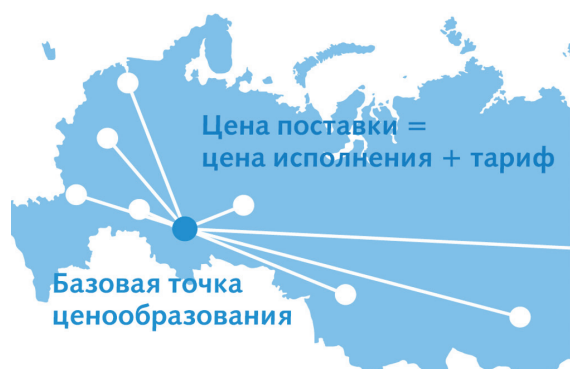 Цена поставки =
цена исполнения + тариф
Базовая точка
ценообразования